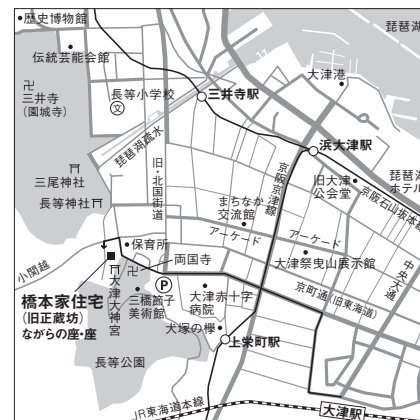 歴史博物館
伝統芸能会館
三井寺
(園城寺)
長等小学校
文
三井寺駅
琵琶湖
大津港
琵琶湖疏水
三尾神社
長等神社
旧・北国街道
浜大津駅
京阪京津線
旧大津
公会堂
琵琶湖
ホテル
京阪石山坂本線
まちなか
交流館
アーケード
アーケード
中央大通
大津祭曳山展示館
保育所
両国寺
小関越
P
京町通(旧東海道)
橋本家住宅
(旧正蔵坊)
ながらの座・座
大津大神宮
三橋節子
美術館
大津赤十字
病院
犬塚の欅
上栄町駅
長等公園
JR東海道本線
大津駅